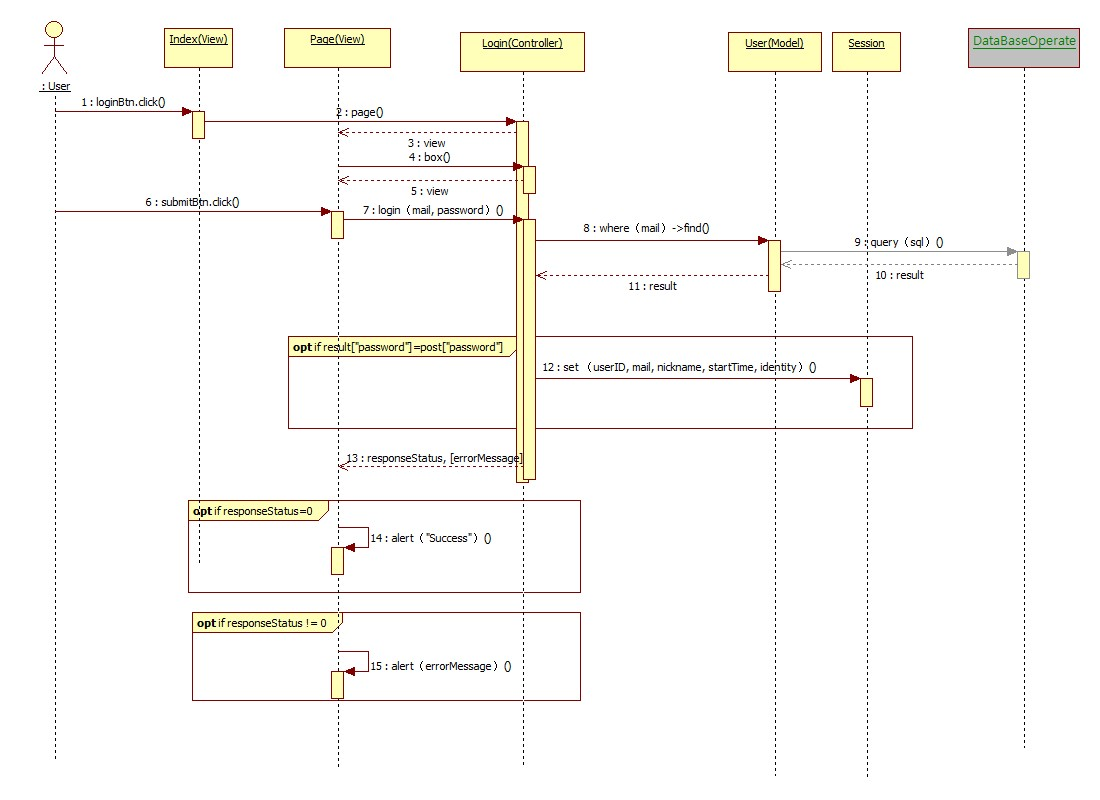 Index(View)
Page(View)
Login(Controller)
User(Model)
Session
DataBaseOperate
: User
1 : loginBtn.click()
2 : page()
3 : view
4 : box()
5 : view
6 : submitBtn.click()
7 : login（mail, password）()
8 : where（mail）->find()
9 : query（sql）()
10 : result
11 : result
opt if result["password"]=post["password"]
12 : set （userID, mail, nickname, startTime, identity）()
13 : responseStatus, [errorMessage]
opt if responseStatus=0
14 : alert（"Success"）()
opt if responseStatus != 0
15 : alert（errorMessage）()